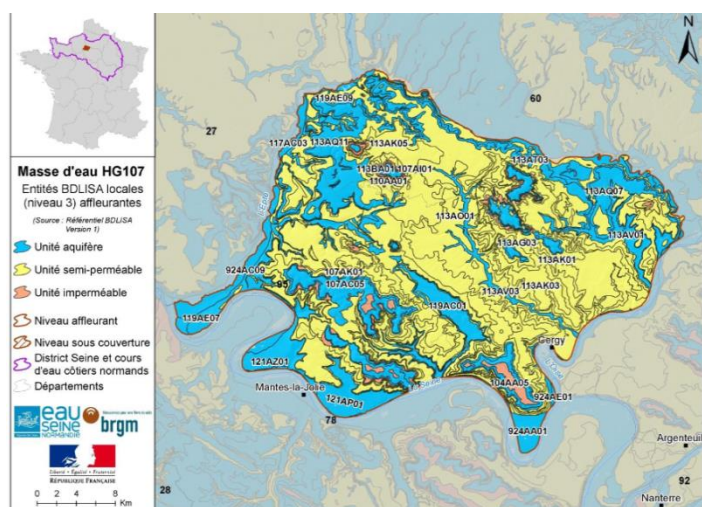 Masse d'eau HG107
Entités BDLISA locales
(niveau 3) affleurantes
(Source : Référentiel BDLISA
Version 1)
Unité aquifère
Unité semi-perméable
Unité imperméable
Niveau affleurant
Niveau sous couverture
District Seine et cours
d'eau côtiers normands
Départements
eau
SEINE
NORMANDIE
brgm
Liberté • Égalité • Fraternité
RÉPUBLIQUE FRANÇAISE
0 2 4 8
Km
N
60
27
119AE09
117AC03
113AQ11
113AK05
113BA01
107AI01
110AA01
113AT03
113AQ07
113AO01
113AV01
113AG03
113AK01
924AC09
95
107AK01
107AC05
113AV03
113AK03
119AC01
119AE07
121AZ01
Cergy
Mantes-la-Jolie
121AP01
78
104AA05
924AE01
924AA01
Argenteuil
28
92
Nanterre